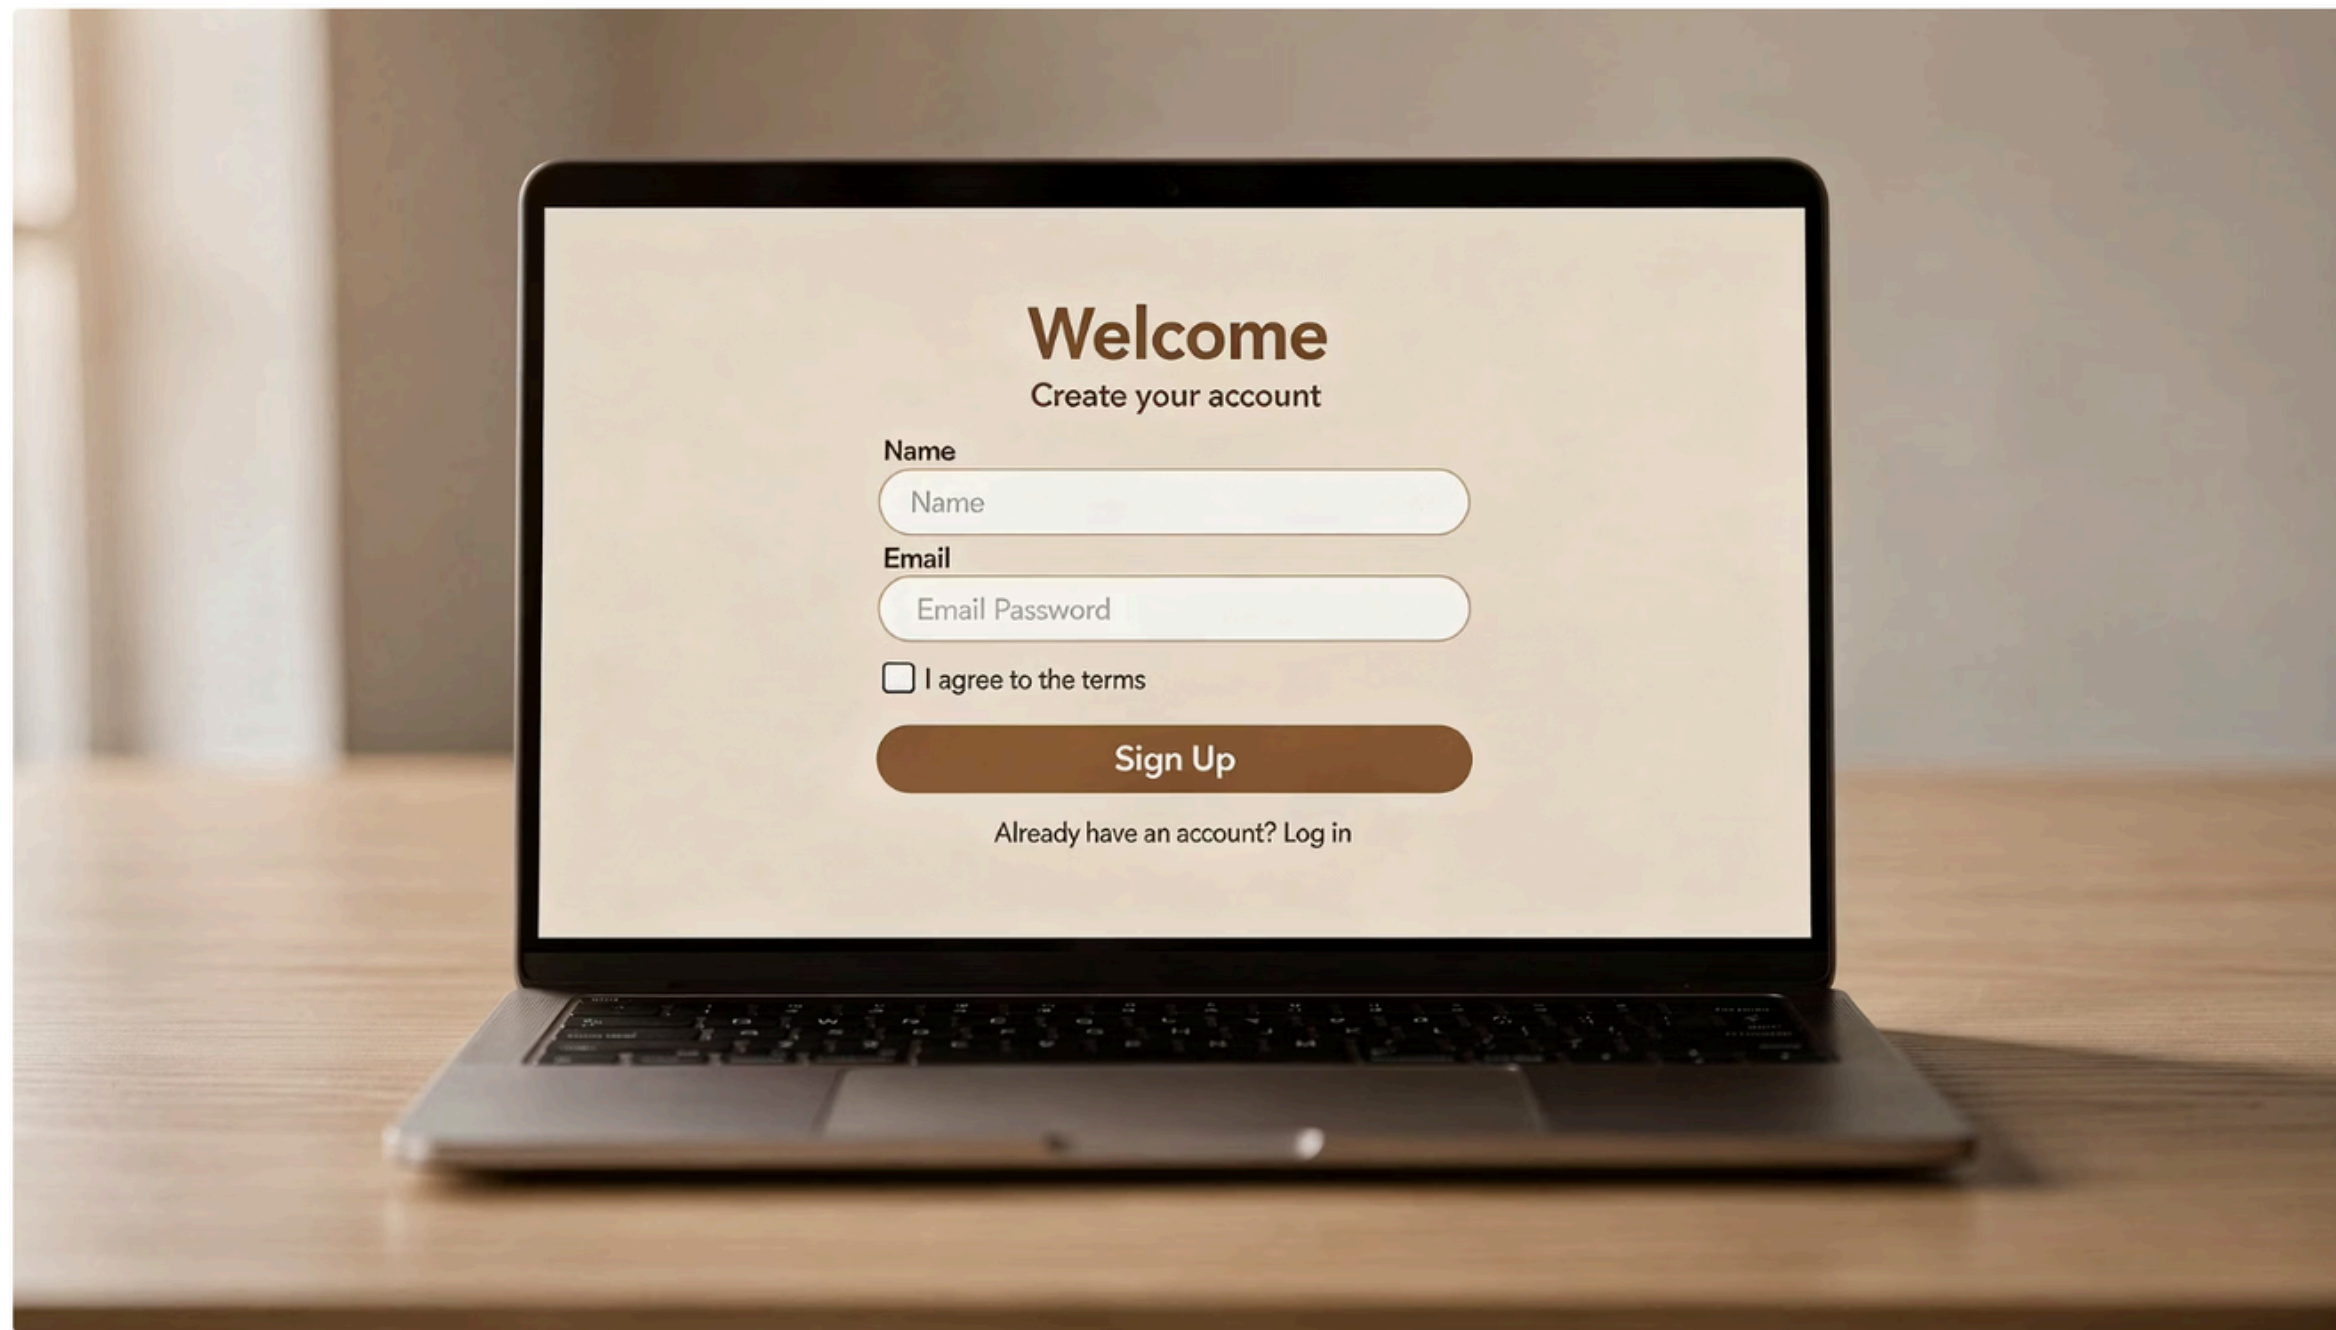 Welcome
Create your account
Name
Name
Email
Email Password
I agree to the terms
Sign Up
Already have an account? Log in